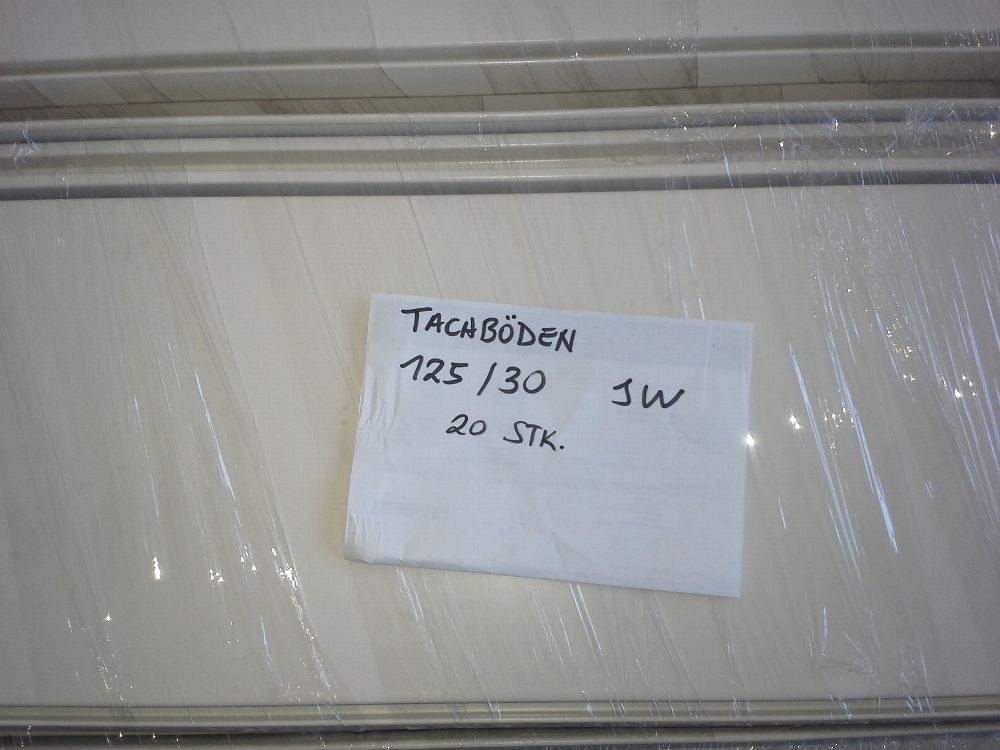 TACHBÖDEN
125/30 JW
20 STK.